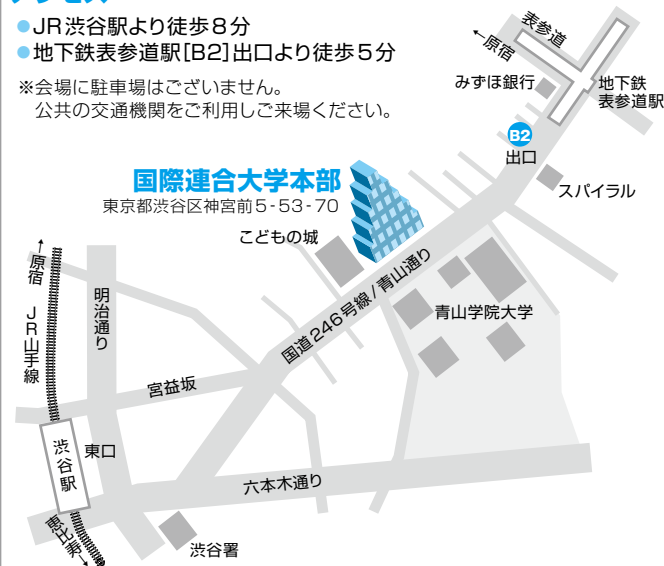 アクセス
●JR渋谷駅より徒歩8分
●地下鉄表参道駅[B2]出口より徒歩5分
※会場に駐車場はございません。
公共の交通機関をご利用しご来場ください。
表参道
←原宿
みずほ銀行
地下鉄
表参道駅
B2
出口
スパイラル
国際連合大学本部
東京都渋谷区神宮前5-53-70
こどもの城
国道246号線/青山通り
青山学院大学
←原宿
JR山手線
明治通り
宮益坂
渋谷駅
東口
六本木通り
恵比寿→
渋谷署